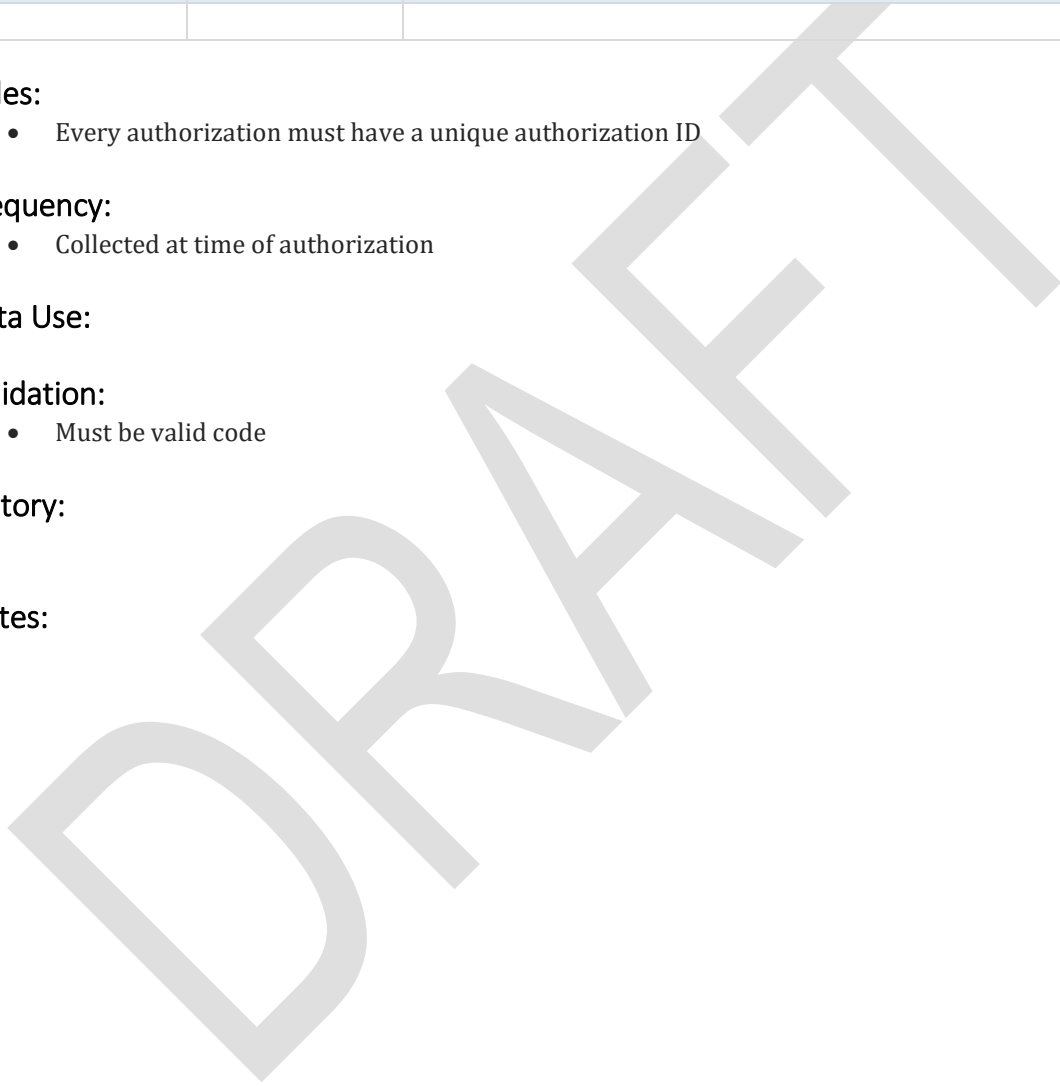 les:
• Every authorization must have a unique authorization ID
equency:
• Collected at time of authorization
ta Use:
idation:
• Must be valid code
tory:
tes:
DRAFT